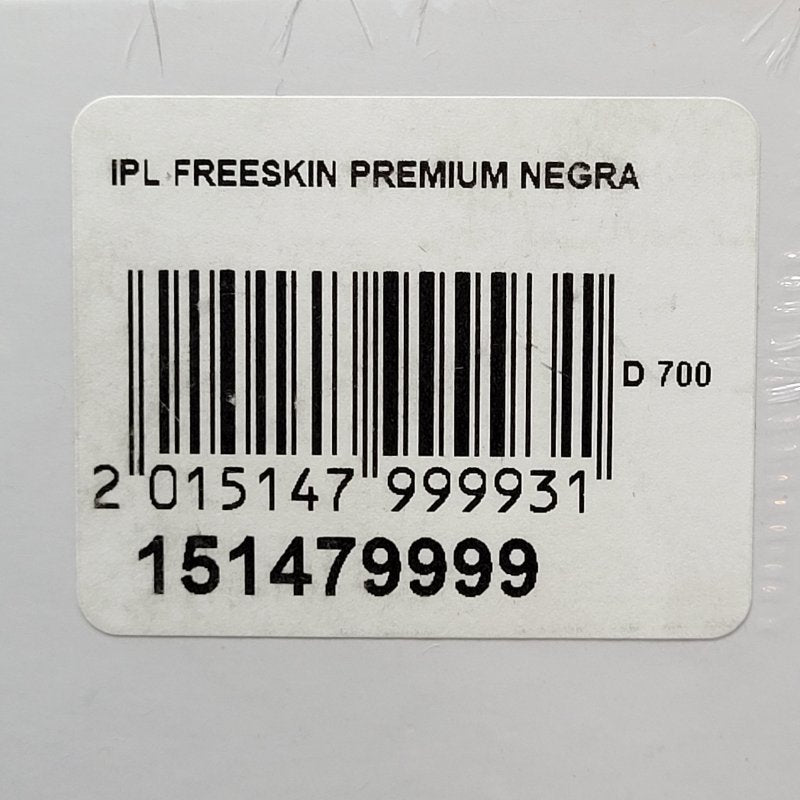 IPL FREESKIN PREMIUM NEGRA
D 700
2 015147 999931
151479999